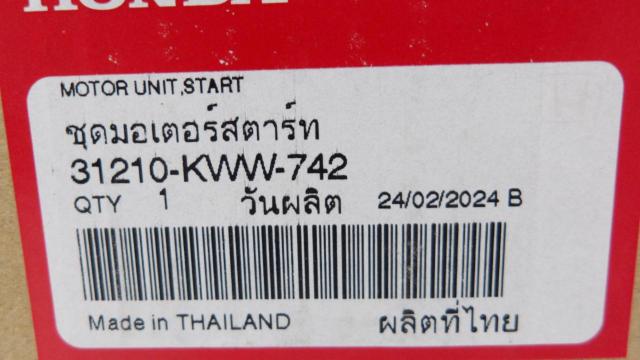 HONDA
MOTOR UNIT,START
ชุดมอเตอร์สตาร์ท
31210-KWW-742
QTY 1 วันผลิต 24/02/2024 B
Made in THAILAND ผลิตที่ไทย